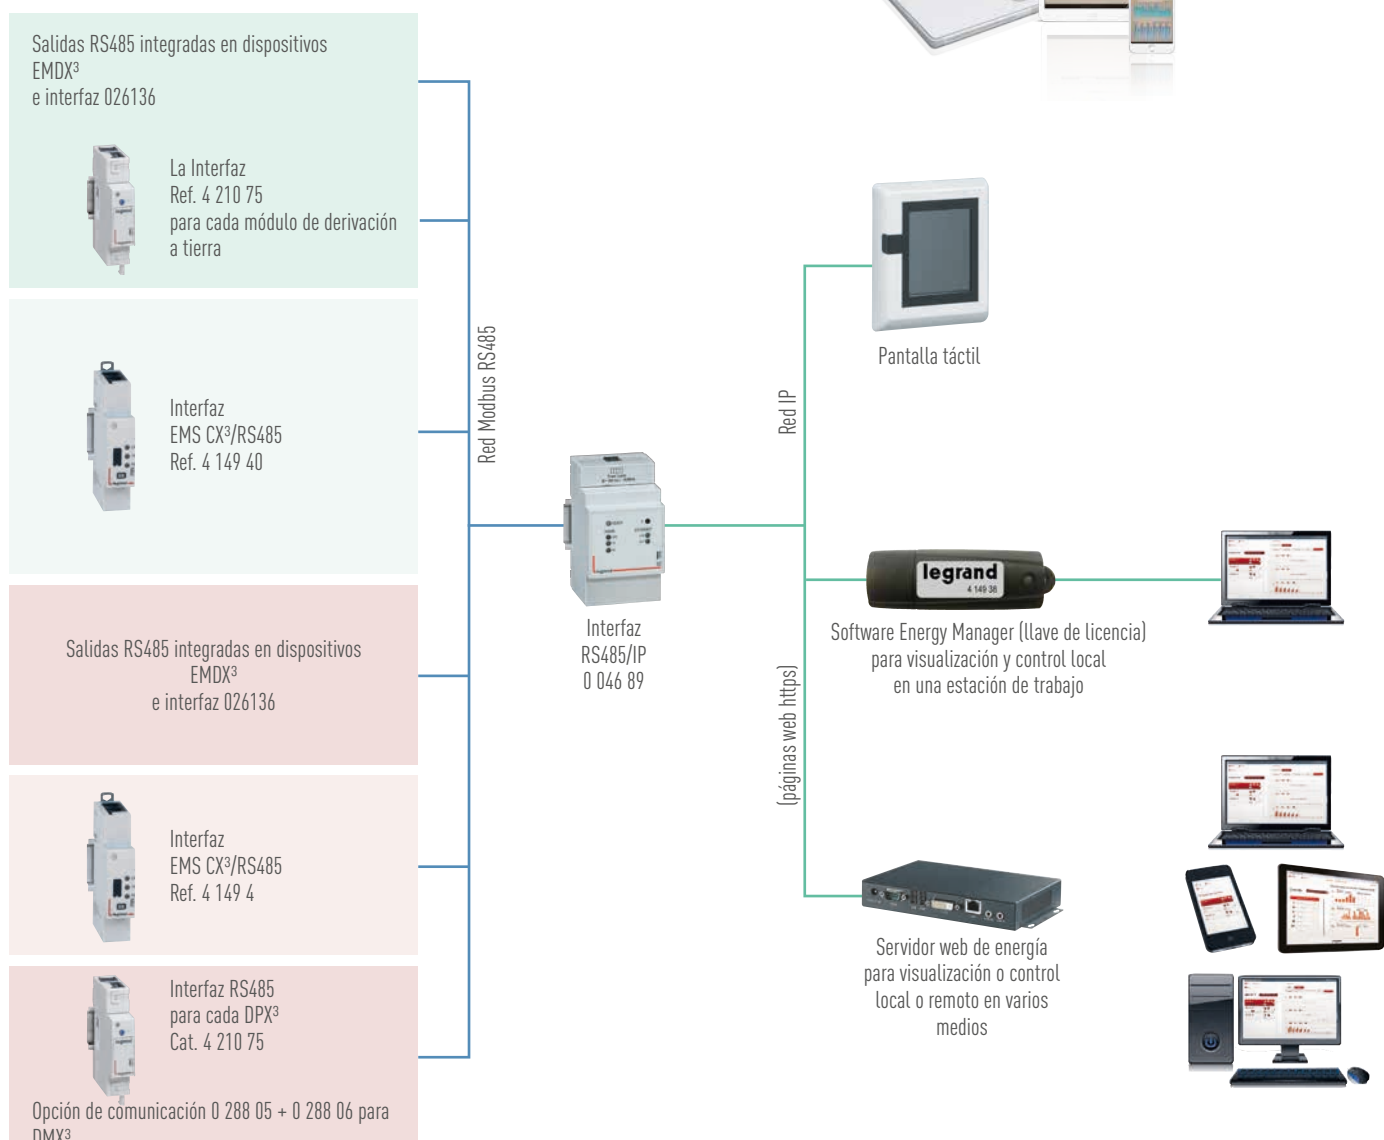 Salidas RS485 integradas en dispositivos
EMDX³
e interfaz 026136
La Interfaz
Ref. 4 210 75
para cada módulo de derivación
a tierra
Interfaz
EMS CX³/RS485
Ref. 4 149 40
Salidas RS485 integradas en dispositivos
EMDX³
e interfaz 026136
Interfaz
EMS CX³/RS485
Ref. 4 149 4
Interfaz RS485
para cada DPX³
Cat. 4 210 75
Opción de comunicación 0 288 05 + 0 288 06 para
DMX³
Red Modbus RS485
Interfaz
RS485/IP
0 046 89
Red IP
(páginas web https)
Pantalla táctil
legrand
4 149 38
Software Energy Manager (llave de licencia)
para visualización y control local
en una estación de trabajo
Servidor web de energía
para visualización o control
local o remoto en varios
medios